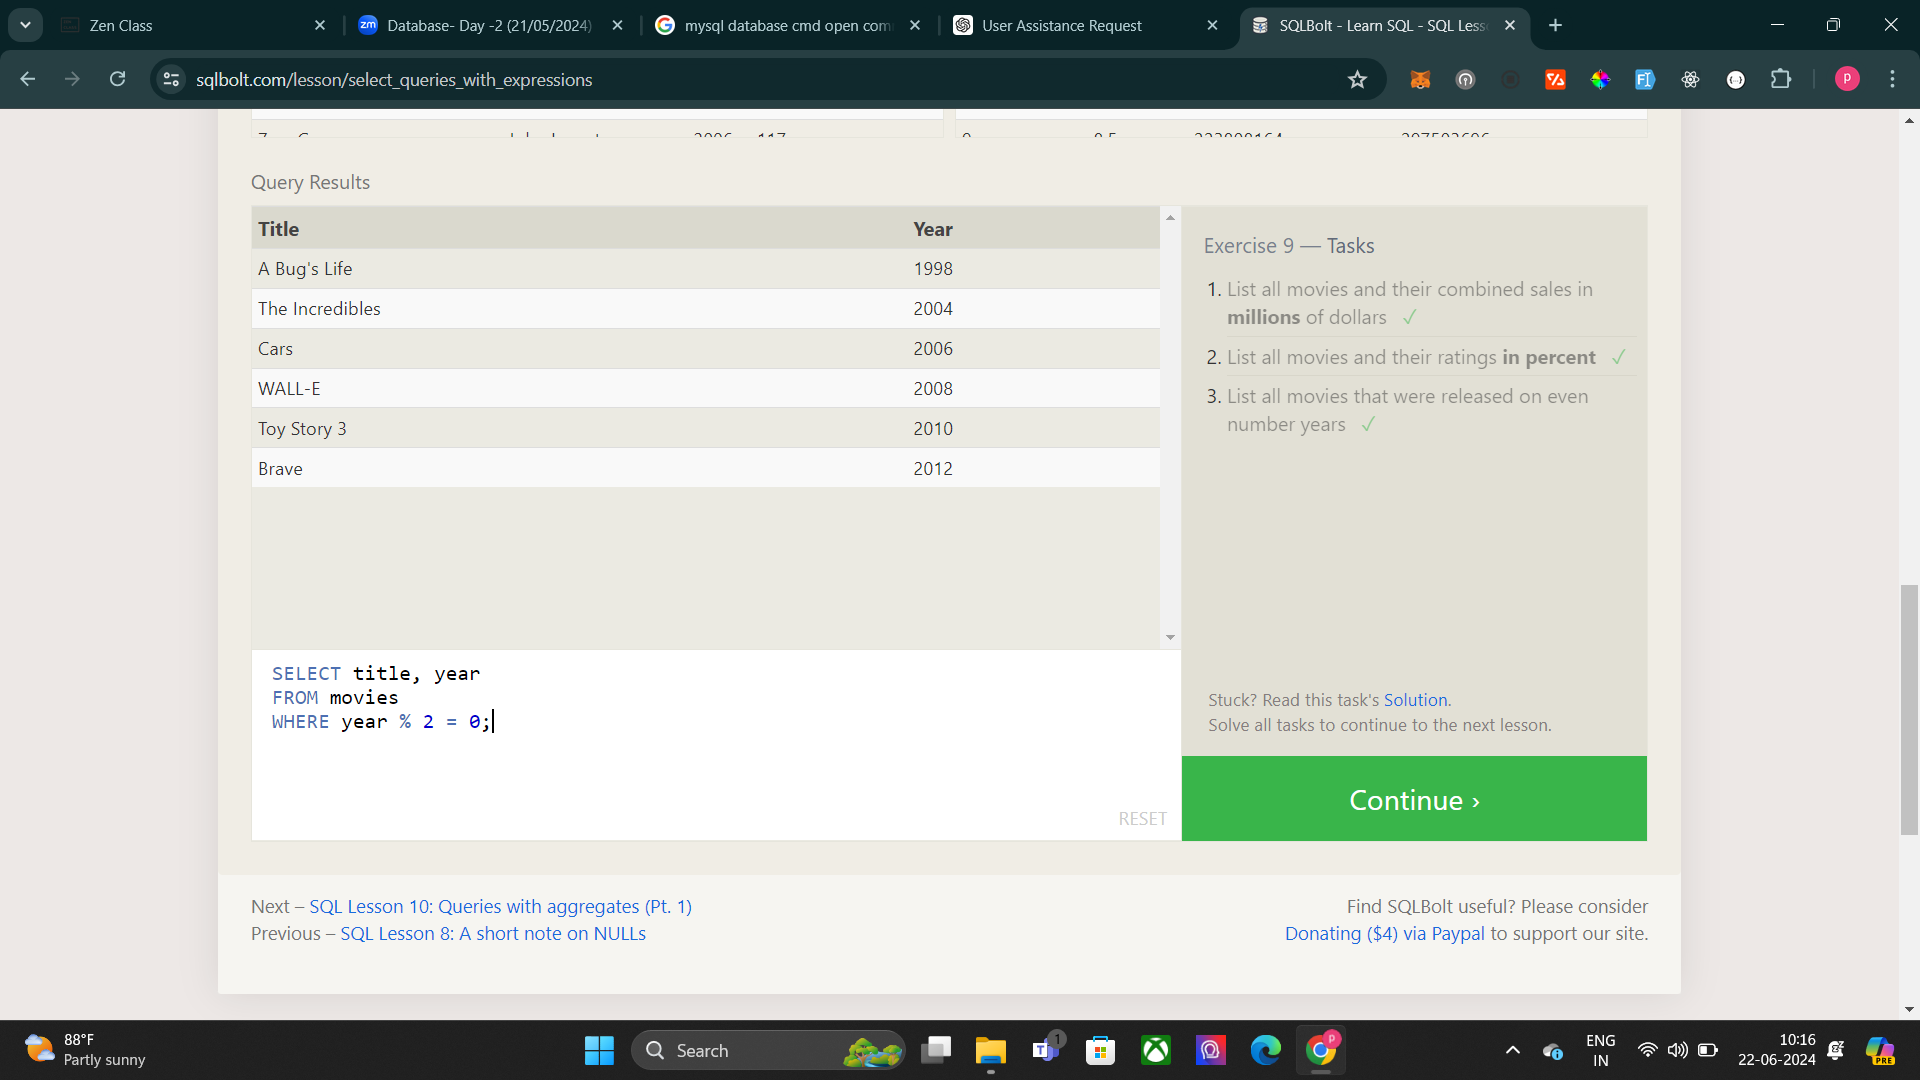 Zen Class
Database- Day -2 (21/05/2024)
mysql database cmd open com
User Assistance Request
SQLBolt - Learn SQL - SQL Less
sqlbolt.com/lesson/select_queries_with_expressions
Query Results
Title Year
A Bug's Life 1998
The Incredibles 2004
Cars 2006
WALL-E 2008
Toy Story 3 2010
Brave 2012
SELECT title, year
FROM movies
WHERE year % 2 = 0;
RESET
Exercise 9 — Tasks
1. List all movies and their combined sales in
millions of dollars ✓
2. List all movies and their ratings in percent ✓
3. List all movies that were released on even
number years ✓
Stuck? Read this task's Solution.
Solve all tasks to continue to the next lesson.
Continue ›
Next – SQL Lesson 10: Queries with aggregates (Pt. 1)
Previous – SQL Lesson 8: A short note on NULLs
Find SQLBolt useful? Please consider
Donating ($4) via Paypal to support our site.
88°F
Partly sunny
Search
1
ENG
IN
10:16
22-06-2024